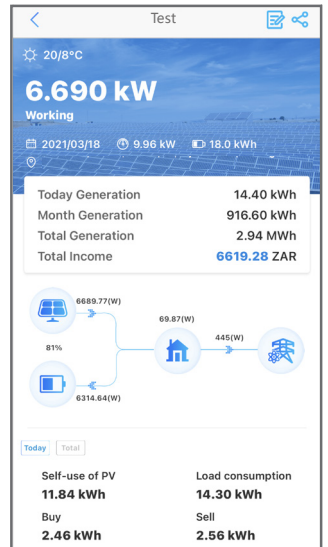 Test
20/8°C
6.690 kW
Working
2021/03/18 9.96 kW 18.0 kWh
Today Generation 14.40 kWh
Month Generation 916.60 kWh
Total Generation 2.94 MWh
Total Income 6619.28 ZAR
6689.77(W)
69.87(W)
445(W)
81%
6314.64(W)
Today Total
Self-use of PV Load consumption
11.84 kWh 14.30 kWh
Buy Sell
2.46 kWh 2.56 kWh